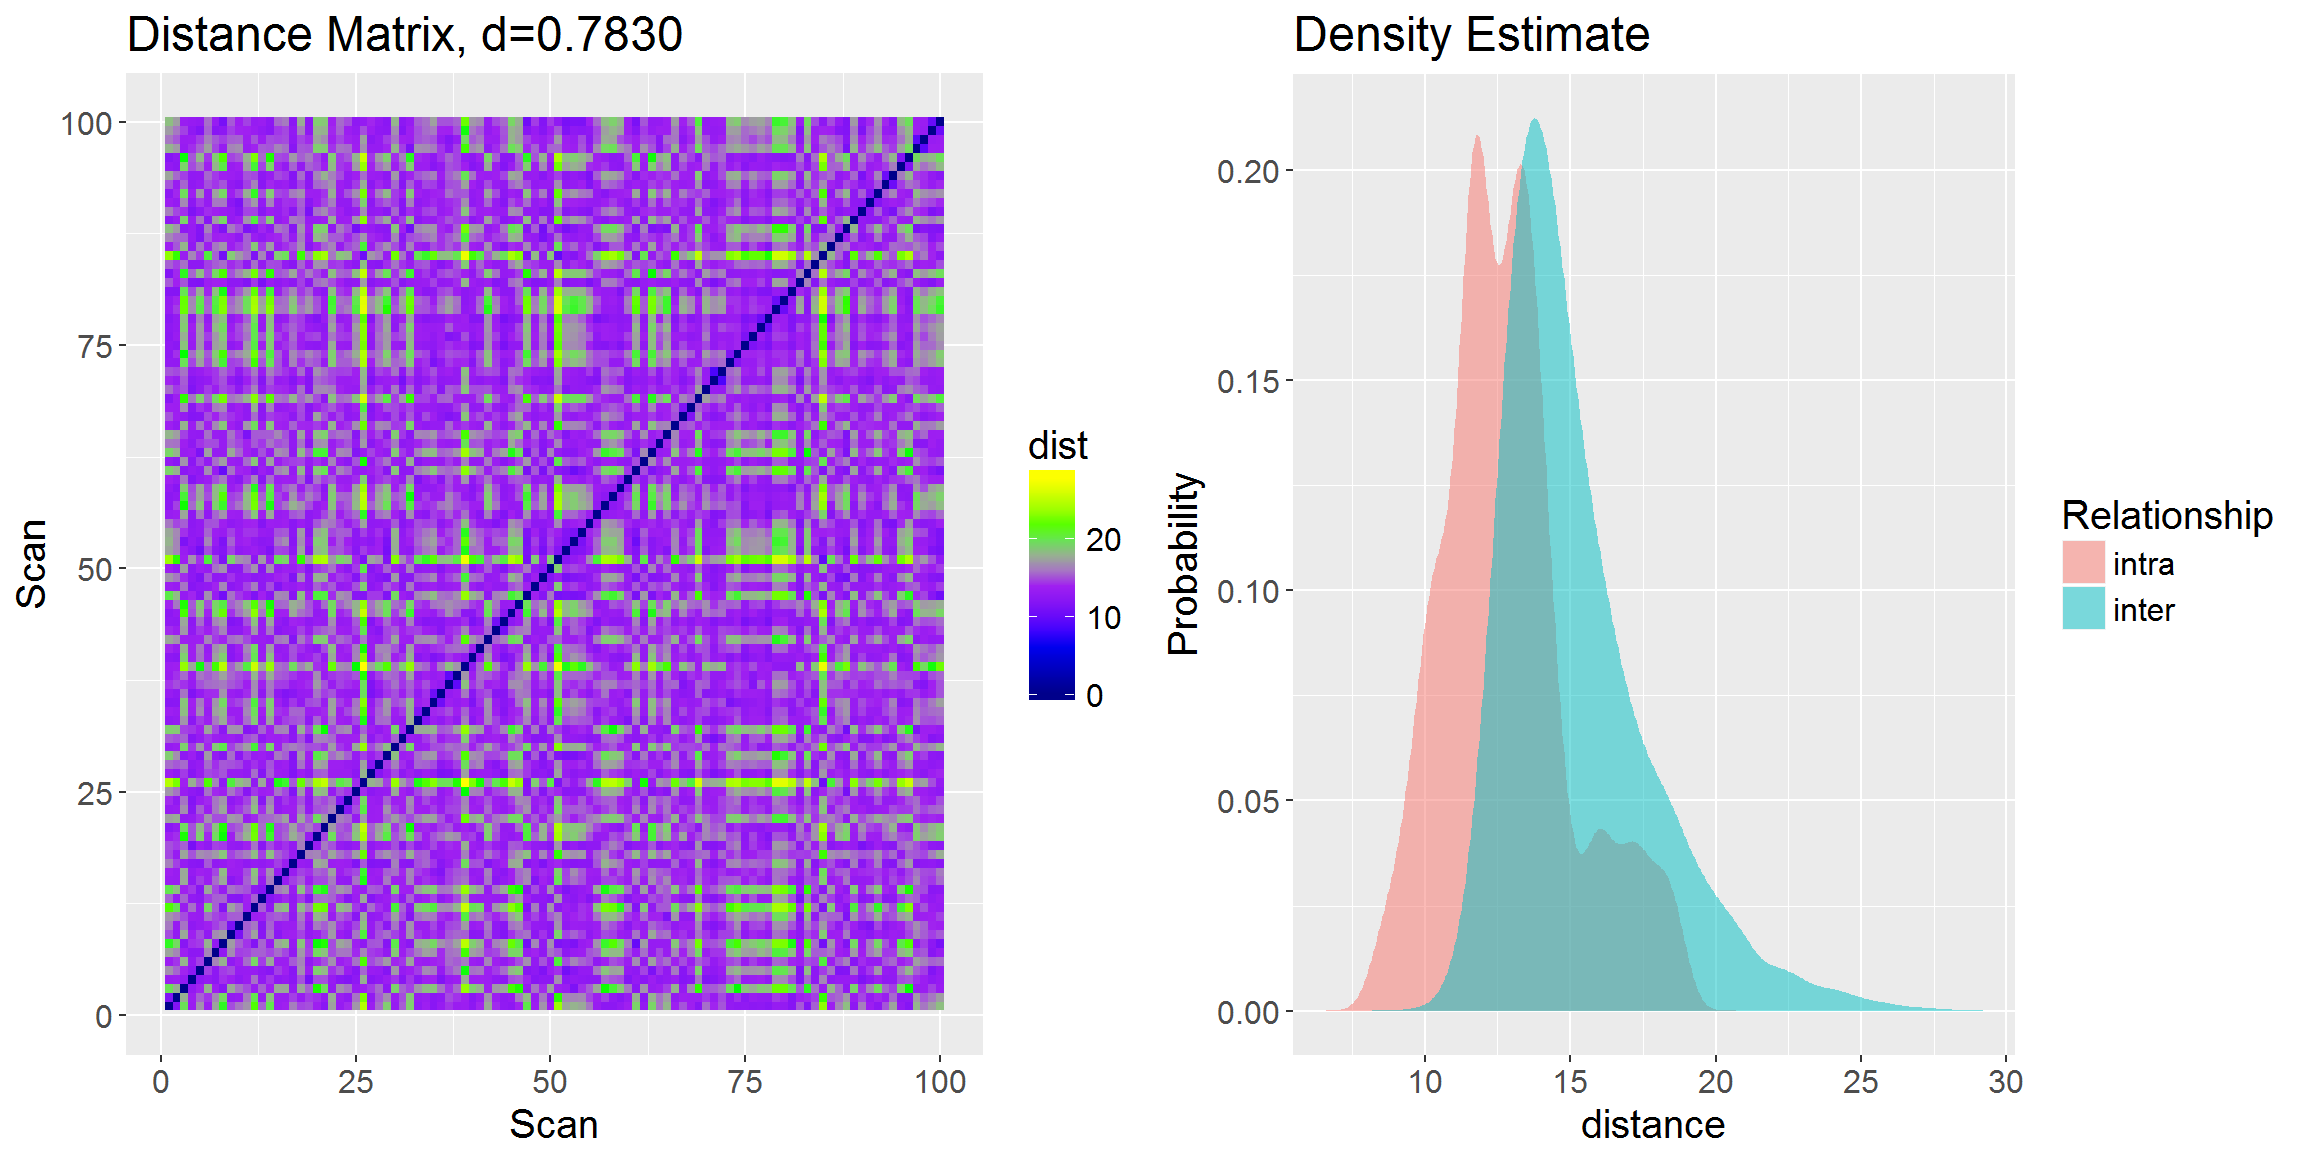 Distance Matrix, d=0.7830
Scan
100
75
50
25
0
0 25 50 75 100
Scan
dist
20
10
0
Density Estimate
Probability
0.20
0.15
0.10
0.05
0.00
10 15 20 25 30
distance
Relationship
intra
inter